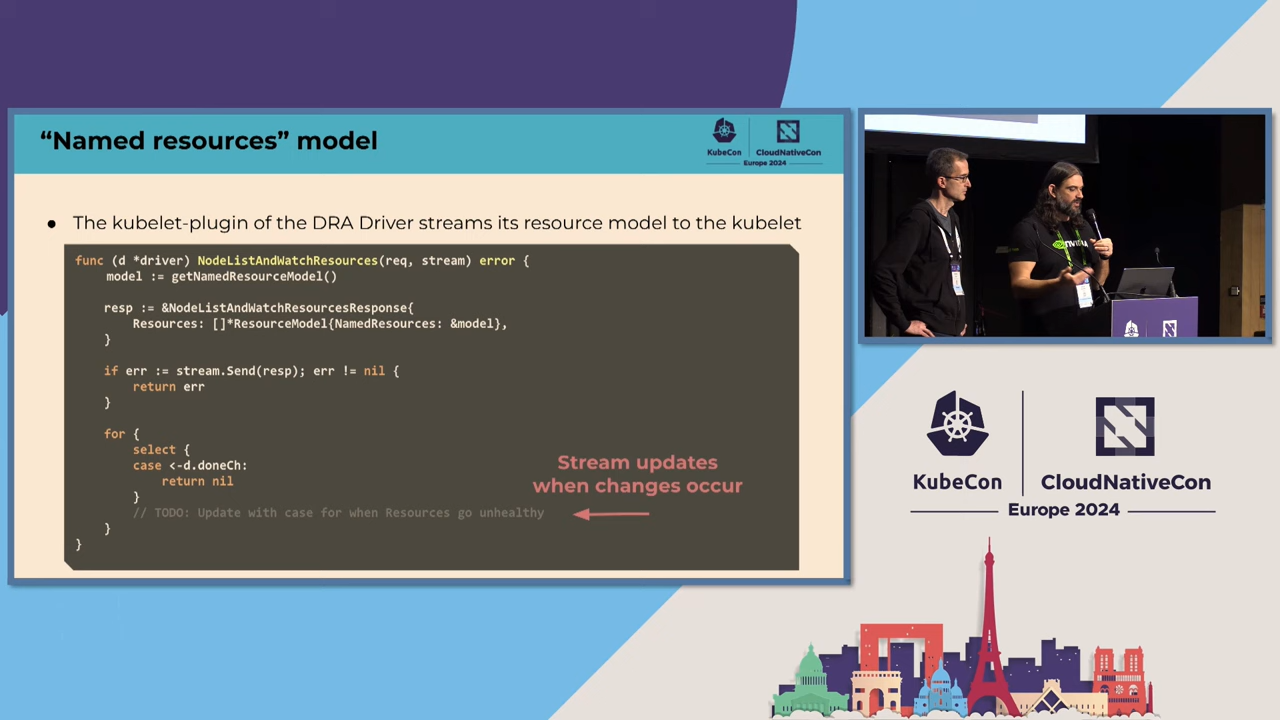 “Named resources” model
KubeCon
CloudNativeCon
Europe 2024
● The kubelet-plugin of the DRA Driver streams its resource model to the kubelet
func (d *driver) NodeListAndWatchResources(req, stream) error {
    model := getNamedResourceModel()

    resp := &NodeListAndWatchResourcesResponse{
        Resources: []*ResourceModel{NamedResources: &model},
    }

    if err := stream.Send(resp); err != nil {
        return err
    }

    for {
        select {
        case <-d.doneCh:
            return nil
        }
        // TODO: Update with case for when Resources go unhealthy
    }
}
Stream updates
when changes occur
NVIDIA
KubeCon
CloudNativeCon
Europe 2024